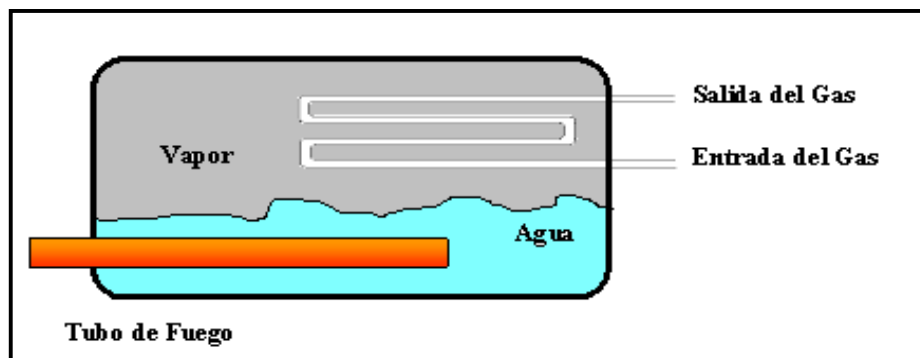 Salida del Gas
Vapor
Entrada del Gas
Agua
Tubo de Fuego